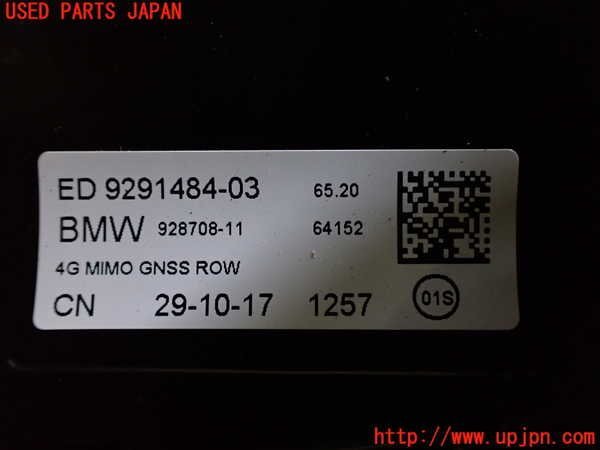 USED PARTS JAPAN
ED 9291484-03 65.20
BMW 928708-11 64152
4G MIMO GNSS ROW
CN 29-10-17 1257 01S
http://www.upjpn.com/